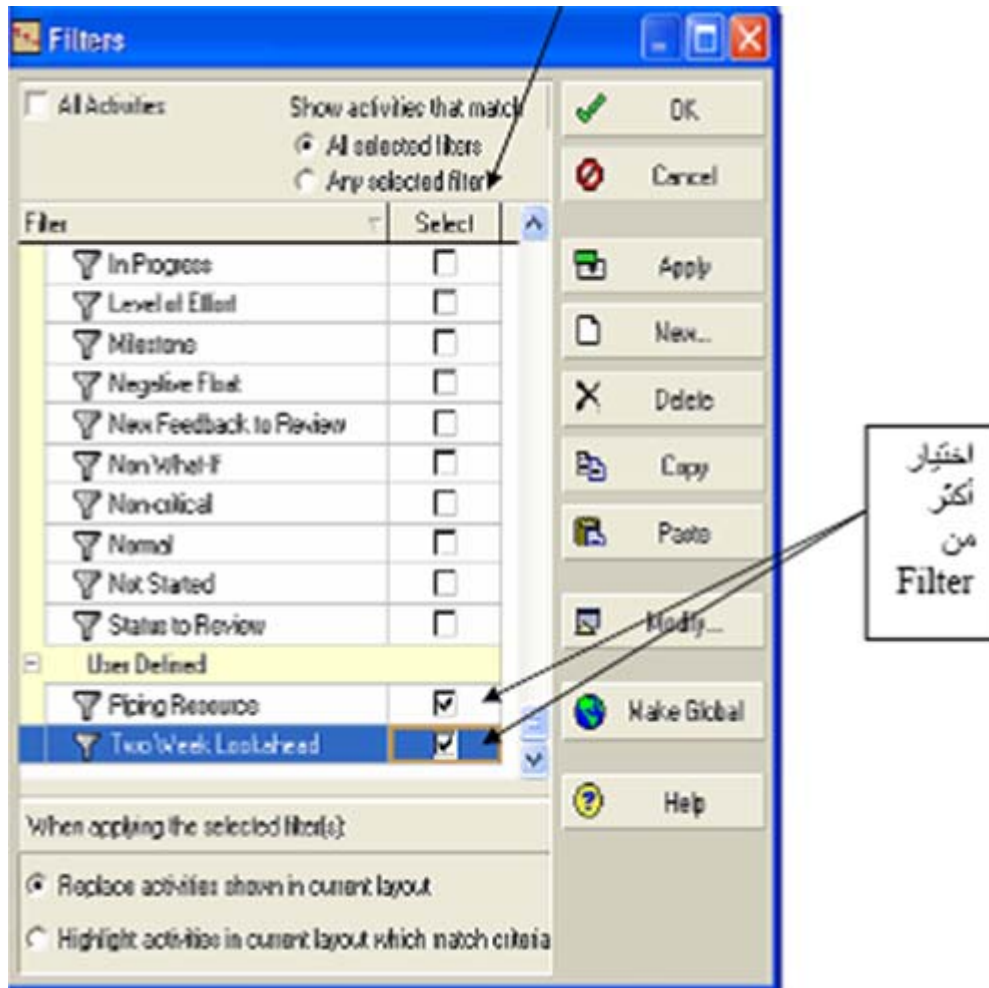 Filters
All Activities
Show activities that match
All selected filters
Any selected filter
Filter
Select
In Progress
Level of Effort
Milestone
Negative Float
New Feedback to Review
Non What-If
Non-critical
Normal
Not Started
Status to Review
User Defined
Piping Resource
Two Week Lookahead
When applying the selected filter(s):
Replace activities shown in current layout
Highlight activities in current layout which match criteria
OK
Cancel
Apply
New...
Delete
Copy
Paste
Modify...
Make Global
Help
اختيار
أكثر
من
Filter